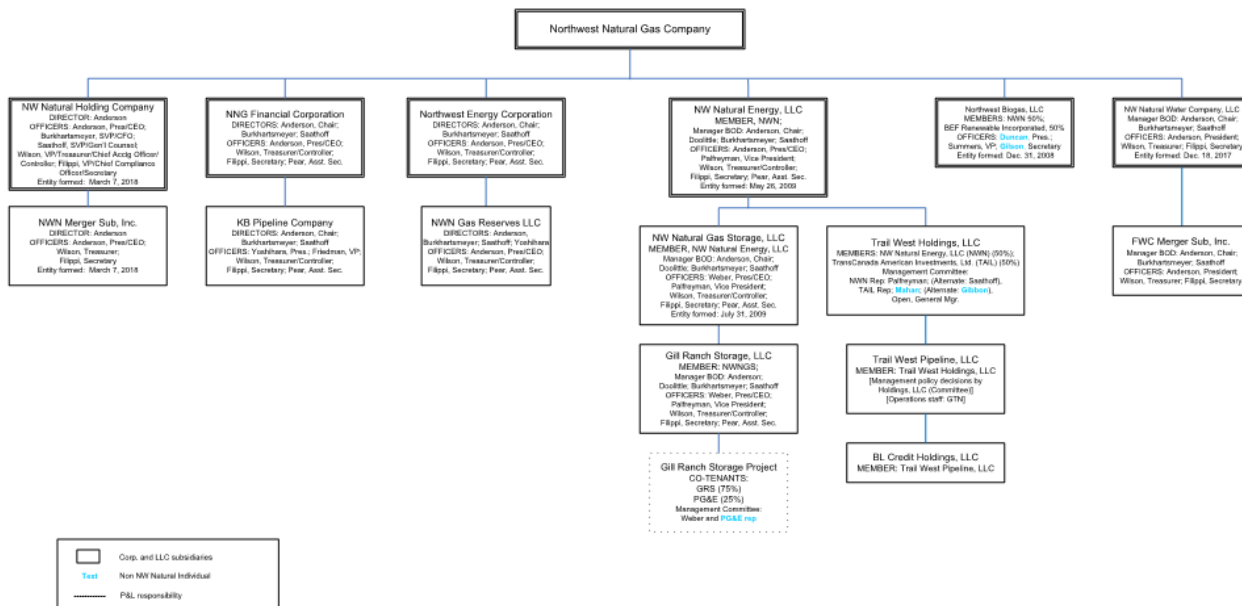 Northwest Natural Gas Company
NW Natural Holding Company
DIRECTOR: Anderson
OFFICERS: Anderson, Pres/CEO;
Burkhartsmeyer, SVP/CFO;
Saathoff, SVP/Gen'l Counsel;
Wilson, VP/Treasurer/Chief Acctg Officer/
Controller; Filippi, VP/Chief Compliance
Officer/Secretary
Entity formed: March 7, 2018
NNG Financial Corporation
DIRECTORS: Anderson, Chair;
Burkhartsmeyer; Saathoff
OFFICERS: Anderson, Pres/CEO;
Wilson, Treasurer/Controller;
Filippi, Secretary; Pear, Asst. Sec.
Northwest Energy Corporation
DIRECTORS: Anderson, Chair;
Burkhartsmeyer; Saathoff
OFFICERS: Anderson, Pres/CEO;
Wilson, Treasurer/Controller;
Filippi, Secretary; Pear, Asst. Sec.
NW Natural Energy, LLC
MEMBER, NWN;
Manager BOD: Anderson, Chair;
Doolittle; Burkhartsmeyer; Saathoff
OFFICERS: Anderson, Pres/CEO;
Palfreyman, Vice President;
Wilson, Treasurer/Controller;
Filippi, Secretary; Pear, Asst. Sec.
Entity formed: May 26, 2009
Northwest Biogas, LLC
MEMBERS: NWN 50%;
BEF Renewable Incorporated, 50%
OFFICERS: Duncan, Pres.;
Summers, VP; Gilson, Secretary
Entity formed: Dec. 31, 2008
NW Natural Water Company, LLC
Manager BOD: Anderson, Chair;
Burkhartsmeyer; Saathoff
OFFICERS: Anderson, President;
Wilson, Treasurer; Filippi, Secretary
Entity formed: Dec. 18, 2017
NWN Merger Sub, Inc.
DIRECTOR: Anderson
OFFICERS: Anderson, Pres/CEO;
Wilson, Treasurer;
Filippi, Secretary
Entity formed: March 7, 2018
KB Pipeline Company
DIRECTORS: Anderson, Chair;
Burkhartsmeyer; Saathoff
OFFICERS: Yoshihara, Pres.; Friedman, VP;
Wilson, Treasurer/Controller;
Filippi, Secretary; Pear, Asst. Sec.
NWN Gas Reserves LLC
DIRECTORS: Anderson,
Burkhartsmeyer; Saathoff; Yoshihara
OFFICERS: Anderson, Pres/CEO;
Wilson, Treasurer/Controller;
Filippi, Secretary; Pear, Asst. Sec.
NW Natural Gas Storage, LLC
MEMBER, NW Natural Energy, LLC
Manager BOD: Anderson, Chair;
Doolittle; Burkhartsmeyer; Saathoff
OFFICERS: Weber, Pres/CEO;
Palfreyman, Vice President;
Wilson, Treasurer/Controller;
Filippi, Secretary; Pear, Asst. Sec.
Entity formed: July 31, 2009
Trail West Holdings, LLC
MEMBERS: NW Natural Energy, LLC (NWN) (50%);
TransCanada American Investments, Ltd. (TAIL) (50%)
Management Committee:
NWN Rep: Palfreyman; (Alternate: Saathoff),
TAIL Rep; Mahan; (Alternate: Gibbon),
Open, General Mgr.
FWC Merger Sub, Inc.
Manager BOD: Anderson, Chair;
Burkhartsmeyer; Saathoff
OFFICERS: Anderson, President;
Wilson, Treasurer; Filippi, Secretary
Gill Ranch Storage, LLC
MEMBER: NWNGS;
Manager BOD: Anderson;
Doolittle; Burkhartsmeyer; Saathoff
OFFICERS: Weber, Pres/CEO;
Palfreyman, Vice President;
Wilson, Treasurer/Controller;
Filippi, Secretary; Pear, Asst. Sec.
Trail West Pipeline, LLC
MEMBER: Trail West Holdings, LLC
[Management policy decisions by
Holdings, LLC (Committee)]
[Operations staff: GTN]
BL Credit Holdings, LLC
MEMBER: Trail West Pipeline, LLC
Gill Ranch Storage Project
CO-TENANTS:
GRS (75%)
PG&E (25%)
Management Committee:
Weber and PG&E rep
Corp. and LLC subsidiaries
Text Non NW Natural Individual
P&L responsibility